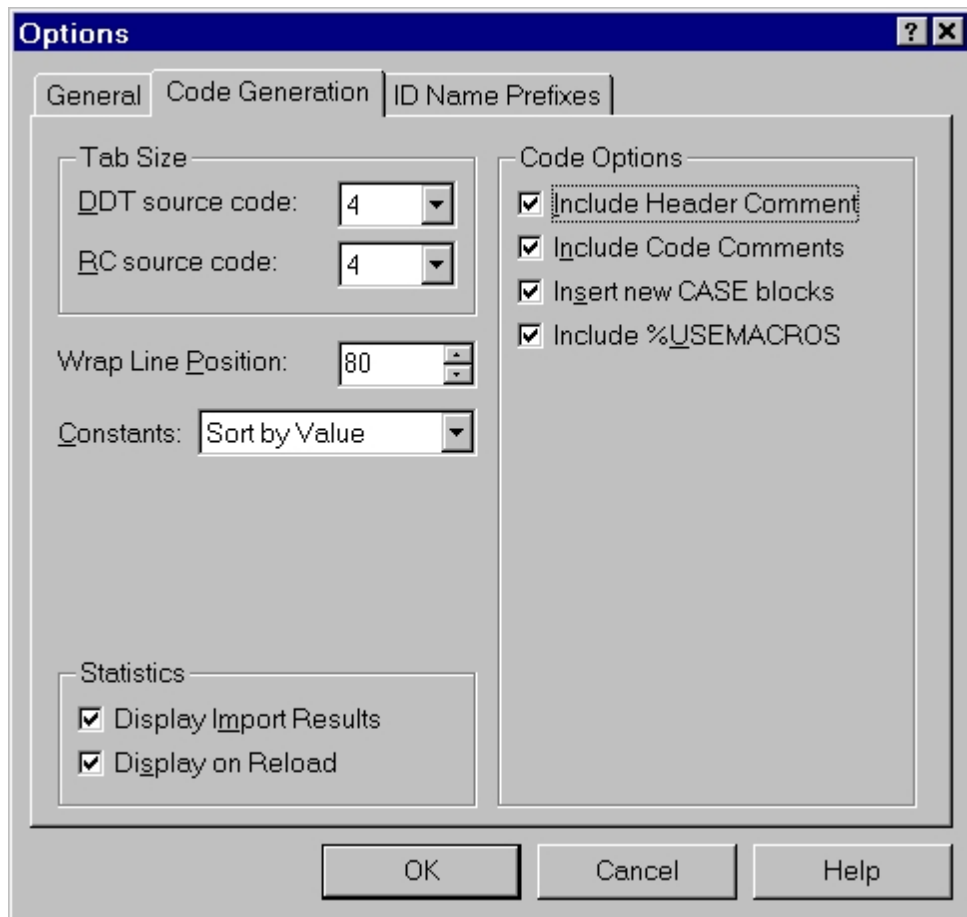 Options
General Code Generation ID Name Prefixes
Tab Size
DDT source code: 4
RC source code: 4
Wrap Line Position: 80
Constants: Sort by Value
Statistics
Display Import Results
Display on Reload
Code Options
Include Header Comment
Include Code Comments
Insert new CASE blocks
Include %USEMACROS
OK Cancel Help